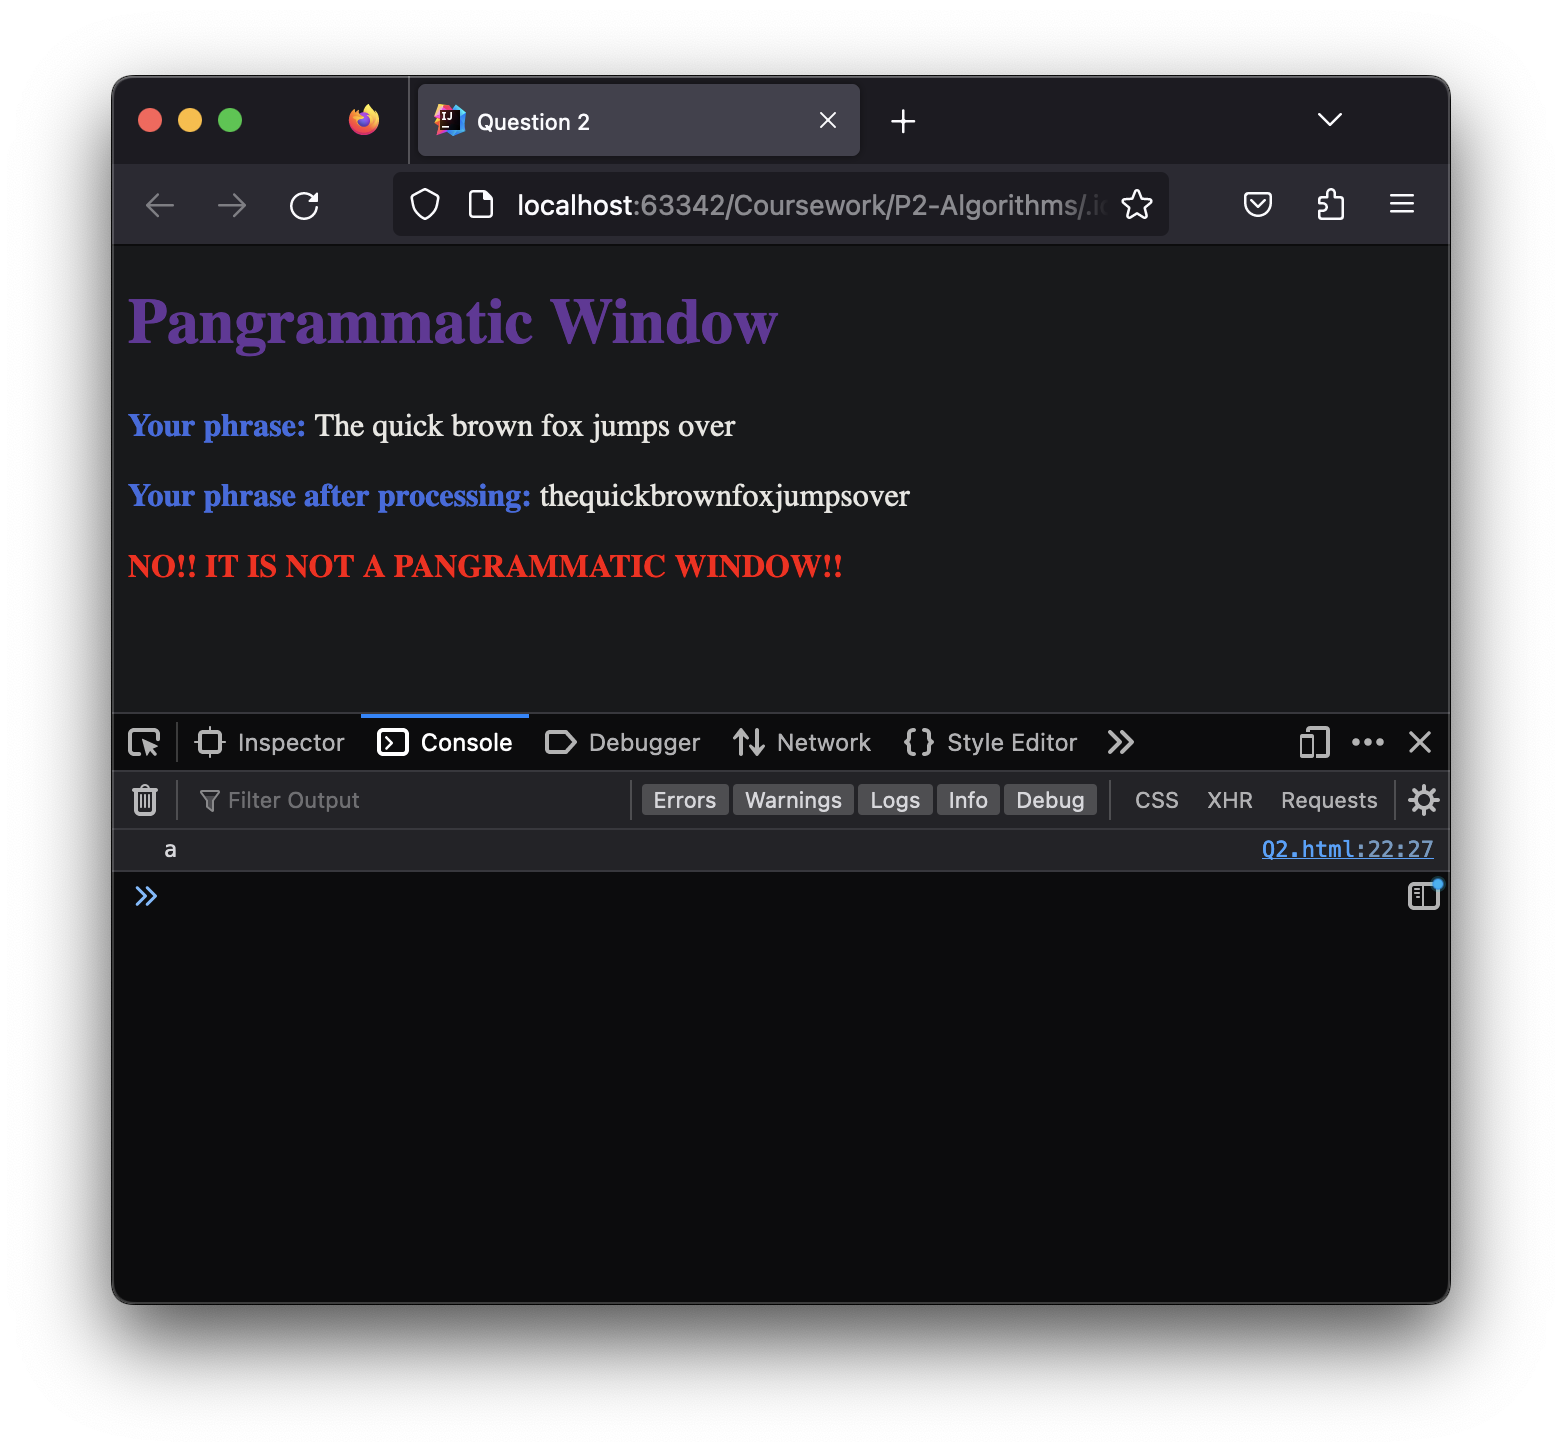 Question 2
localhost:63342/Coursework/P2-Algorithms/.i
Pangrammatic Window
Your phrase: The quick brown fox jumps over
Your phrase after processing: thequickbrownfoxjumpsover
NO!! IT IS NOT A PANGRAMMATIC WINDOW!!
Inspector Console Debugger Network Style Editor
Filter Output Errors Warnings Logs Info Debug CSS XHR Requests
a Q2.html:22:27